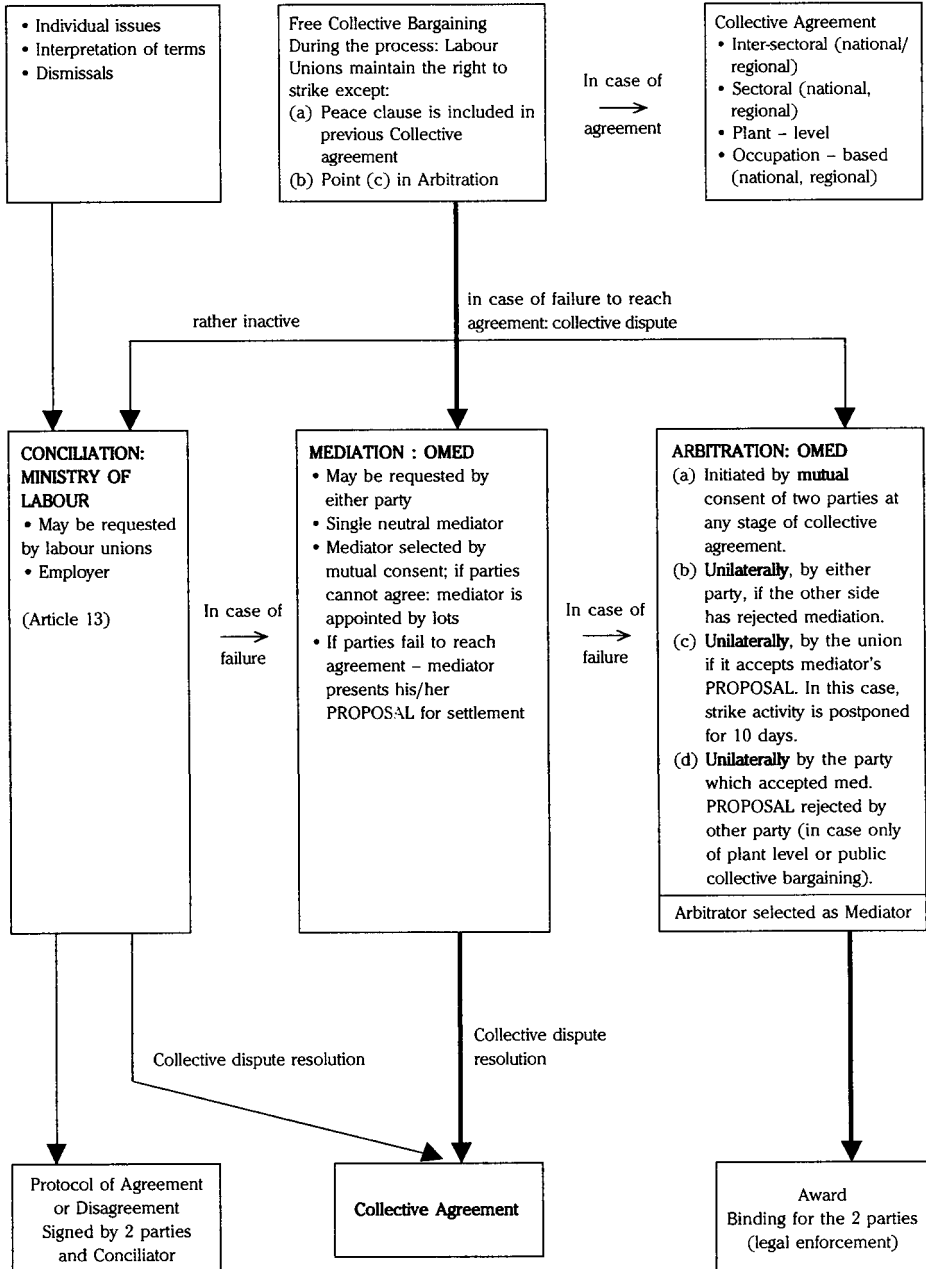 • Individual issues
• Interpretation of terms
• Dismissals
Free Collective Bargaining
During the process: Labour
Unions maintain the right to
strike except:
(a) Peace clause is included in
previous Collective
agreement
(b) Point (c) in Arbitration
In case of
agreement
Collective Agreement
• Inter-sectoral (national/
regional)
• Sectoral (national,
regional)
• Plant – level
• Occupation – based
(national, regional)
rather inactive
in case of failure to reach
agreement: collective dispute
CONCILIATION:
MINISTRY OF
LABOUR
• May be requested
by labour unions
• Employer
(Article 13)
In case of
failure
MEDIATION : OMED
• May be requested by
either party
• Single neutral mediator
• Mediator selected by
mutual consent; if parties
cannot agree: mediator is
appointed by lots
• If parties fail to reach
agreement – mediator
presents his/her
PROPOSAL for settlement
In case of
failure
ARBITRATION: OMED
(a) Initiated by mutual
consent of two parties at
any stage of collective
agreement.
(b) Unilaterally, by either
party, if the other side
has rejected mediation.
(c) Unilaterally, by the union
if it accepts mediator's
PROPOSAL. In this case,
strike activity is postponed
for 10 days.
(d) Unilaterally by the party
which accepted med.
PROPOSAL rejected by
other party (in case only
of plant level or public
collective bargaining).
Arbitrator selected as Mediator
Collective dispute resolution
Collective dispute
resolution
Protocol of Agreement
or Disagreement
Signed by 2 parties
and Conciliator
Collective Agreement
Award
Binding for the 2 parties
(legal enforcement)